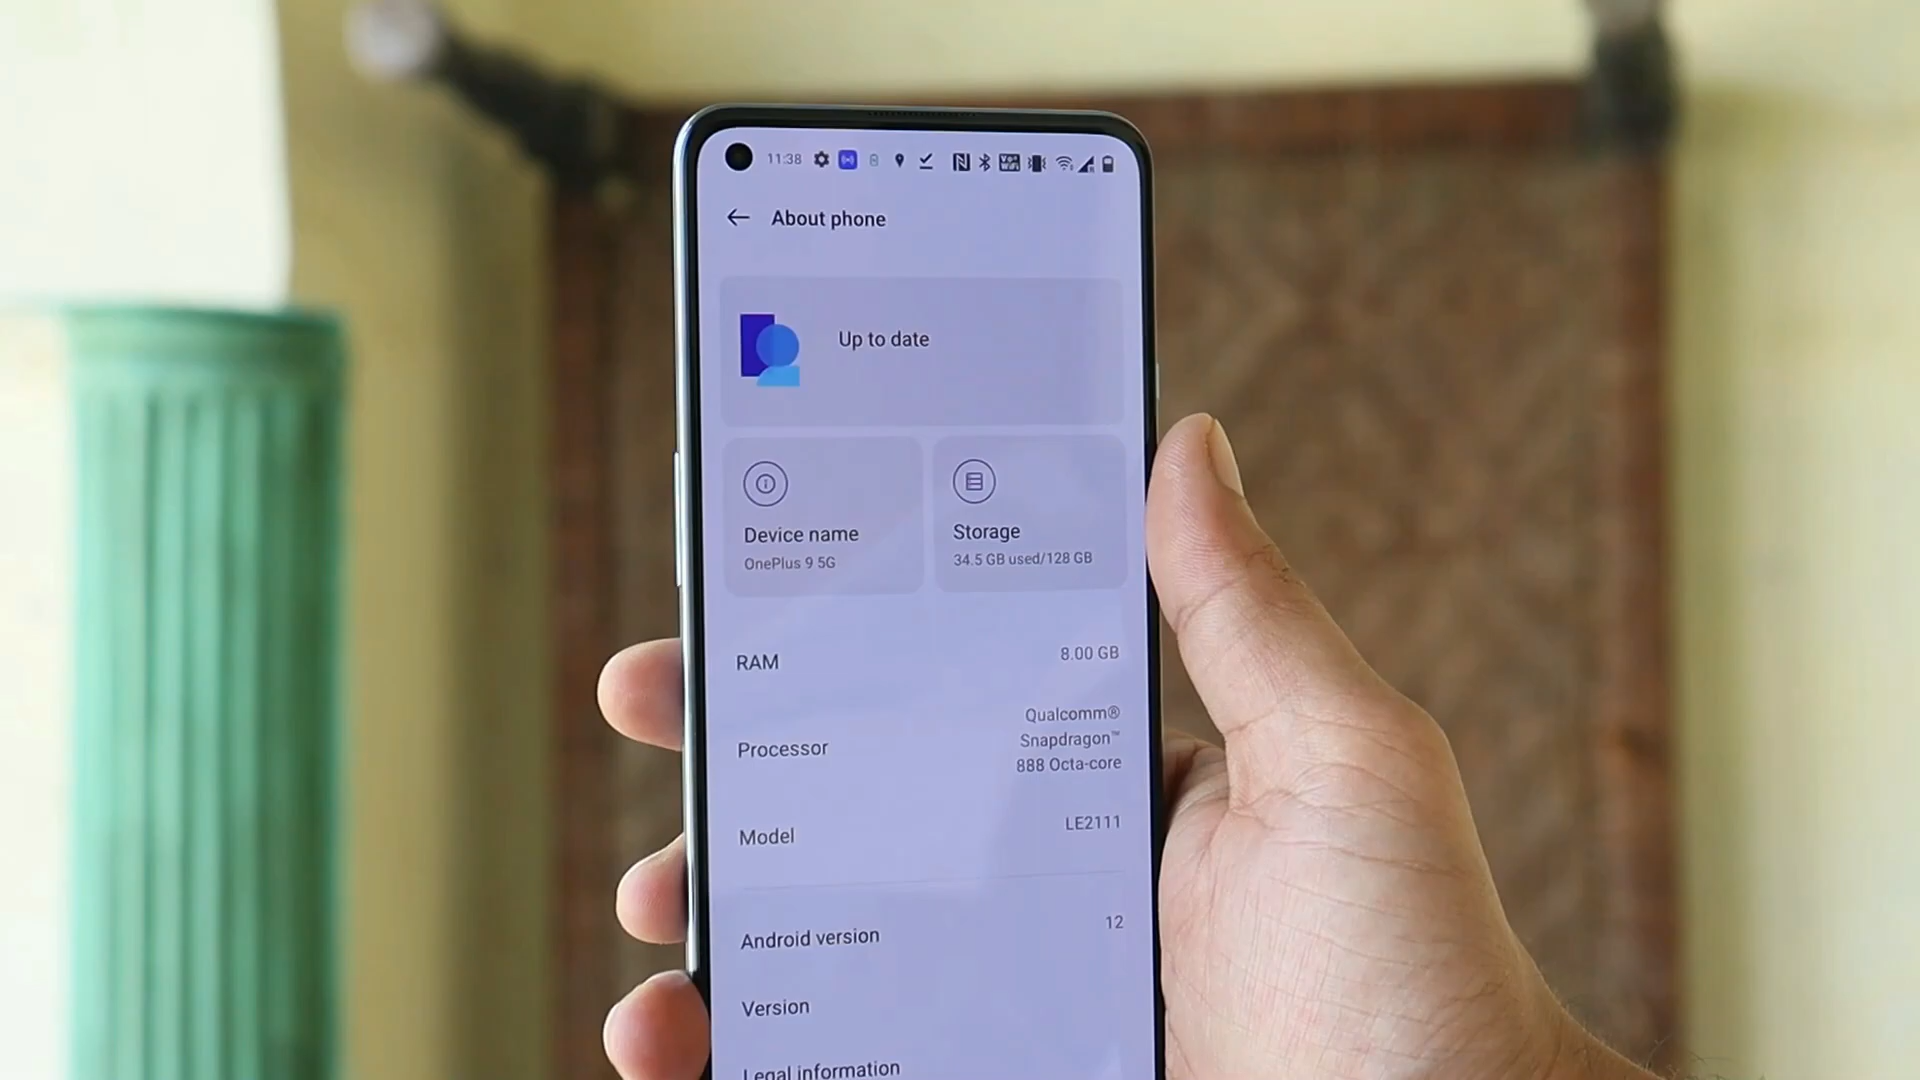 11:38
About phone
Up to date
Device name
OnePlus 9 5G
Storage
34.5 GB used/128 GB
RAM
8.00 GB
Processor
Qualcomm®
Snapdragon™
888 Octa-core
Model
LE2111
Android version
12
Version
Legal information